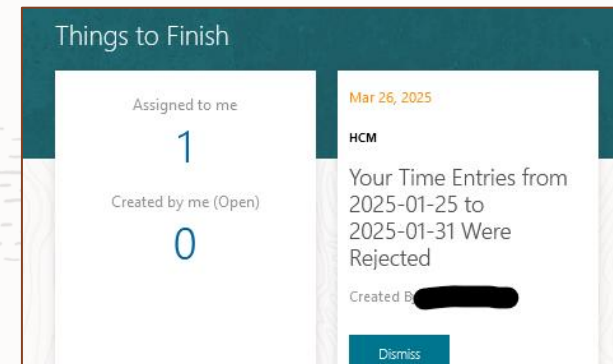 Things to Finish
Assigned to me
1
Created by me (Open)
0
Mar 26, 2025
HCM
Your Time Entries from
2025-01-25 to
2025-01-31 Were
Rejected
Created
Dismiss